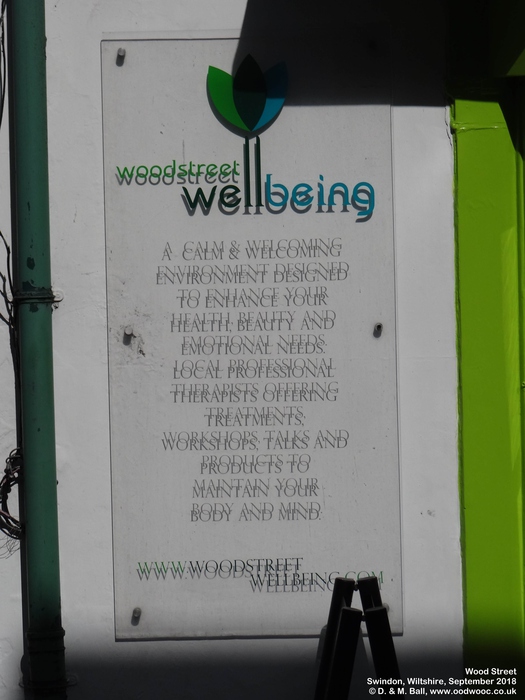 woodstreet
wellbeing
A CALM & WELCOMING
ENVIRONMENT DESIGNED
TO ENHANCE YOUR
HEALTH, BEAUTY AND
EMOTIONAL NEEDS.
LOCAL PROFESSIONAL
THERAPISTS OFFERING
TREATMENTS,
WORKSHOPS, TALKS AND
PRODUCTS TO
MAINTAIN YOUR
BODY AND MIND.
WWW.WOODSTREET
WELLBEING.COM
Wood Street
Swindon, Wiltshire, September 2018
© D. & M. Ball, www.oodwooc.co.uk